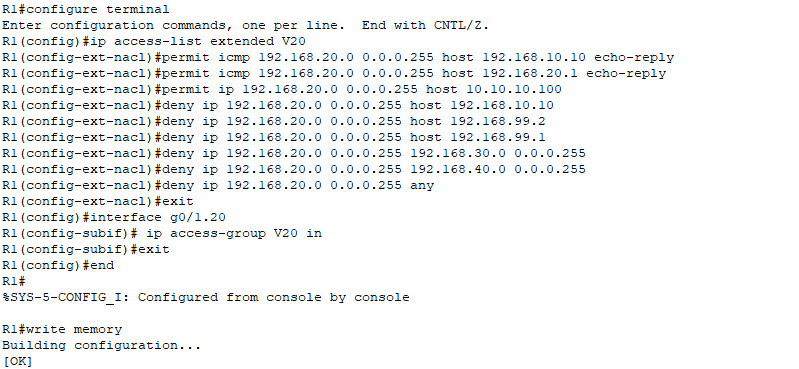 R1#configure terminal
Enter configuration commands, one per line.  End with CNTL/Z.
R1(config)#ip access-list extended V20
R1(config-ext-nacl)#permit icmp 192.168.20.0 0.0.0.255 host 192.168.10.10 echo-reply
R1(config-ext-nacl)#permit icmp 192.168.20.0 0.0.0.255 host 192.168.20.1 echo-reply
R1(config-ext-nacl)#permit ip 192.168.20.0 0.0.0.255 host 10.10.10.100
R1(config-ext-nacl)#deny ip 192.168.20.0 0.0.0.255 host 192.168.10.10
R1(config-ext-nacl)#deny ip 192.168.20.0 0.0.0.255 host 192.168.99.2
R1(config-ext-nacl)#deny ip 192.168.20.0 0.0.0.255 host 192.168.99.1
R1(config-ext-nacl)#deny ip 192.168.20.0 0.0.0.255 192.168.30.0 0.0.0.255
R1(config-ext-nacl)#deny ip 192.168.20.0 0.0.0.255 192.168.40.0 0.0.0.255
R1(config-ext-nacl)#deny ip 192.168.20.0 0.0.0.255 any
R1(config-ext-nacl)#exit
R1(config)#interface g0/1.20
R1(config-subif)# ip access-group V20 in
R1(config-subif)#exit
R1(config)#end
R1#
%SYS-5-CONFIG_I: Configured from console by console

R1#write memory
Building configuration...
[OK]